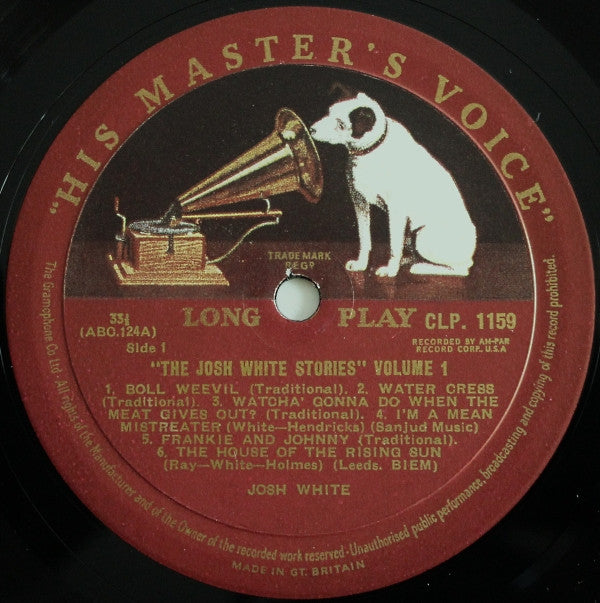 "HIS MASTER'S VOICE"
TRADE MARK
REGD
33⅓
(ABC.124A)
Side 1
LONG PLAY
CLP. 1159
RECORDED BY AM-PAR
RECORD CORP. U.S.A
"THE JOSH WHITE STORIES" VOLUME 1
1. BOLL WEEVIL (Traditional). 2. WATER CRESS
(Traditional). 3. WATCHA' GONNA DO WHEN THE
MEAT GIVES OUT? (Traditional). 4. I'M A MEAN
MISTREATER (White—Hendricks) (Sanjud Music)
5. FRANKIE AND JOHNNY (Traditional).
6. THE HOUSE OF THE RISING SUN
(Ray—White—Holmes) (Leeds. BIEM)
JOSH WHITE
The Gramophone Co Ltd · All rights of the Manufacturer and of the Owner of the recorded work reserved · Unauthorised public performance, broadcasting and copying of this record prohibited.
MADE IN GT. BRITAIN